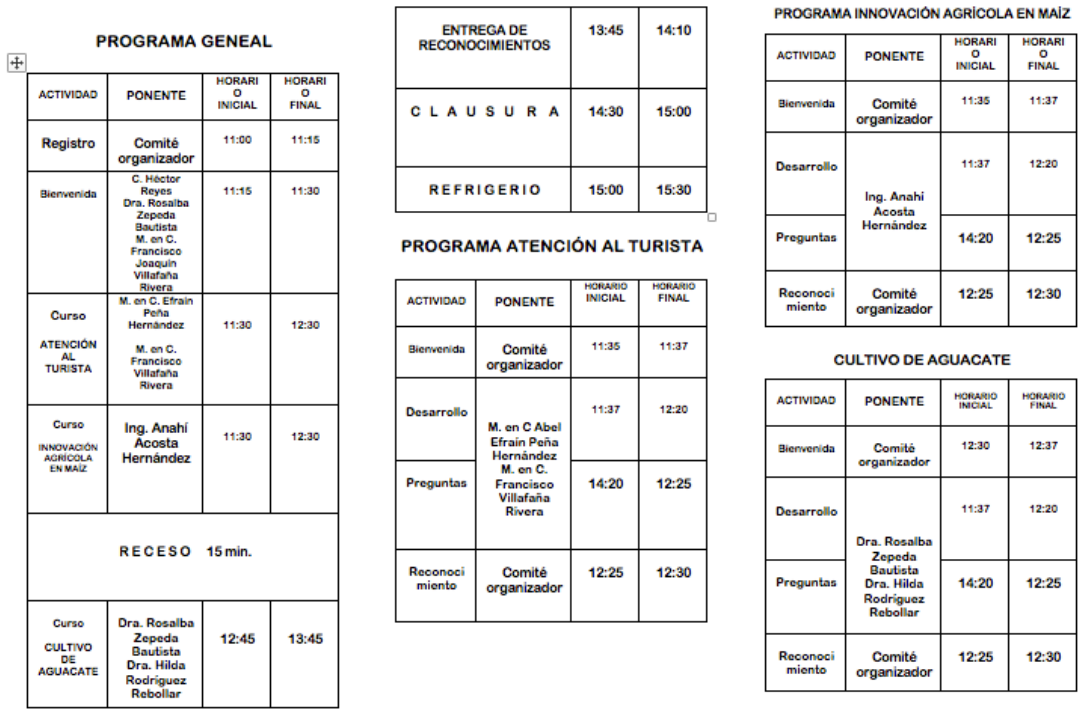 PROGRAMA GENEAL
ACTIVIDAD PONENTE HORARI
O
INICIAL HORARI
O
FINAL
Registro Comité
organizador 11:00 11:15
Bienvenida C. Héctor
Reyes
Dra. Rosalba
Zepeda
Bautista
M. en C.
Francisco
Joaquin
Villafaña
Rivera 11:15 11:30
Curso
ATENCIÓN
AL
TURISTA M. en C. Efrain
Peña
Hernández
M. en C.
Francisco
Villafaña
Rivera 11:30 12:30
Curso
INNOVACIÓN
AGRÍCOLA
EN MAÍZ Ing. Anahí
Acosta
Hernández 11:30 12:30
R E C E S O 15 min.
Curso
CULTIVO
DE
AGUACATE Dra. Rosalba
Zepeda
Bautista
Dra. Hilda
Rodríguez
Rebollar 12:45 13:45
ENTREGA DE
RECONOCIMIENTOS 13:45 14:10
C L A U S U R A 14:30 15:00
R E F R I G E R I O 15:00 15:30
PROGRAMA ATENCIÓN AL TURISTA
ACTIVIDAD PONENTE HORARIO
INICIAL HORARIO
FINAL
Bienvenida Comité
organizador 11:35 11:37
Desarrollo 11:37 12:20
M. en C Abel
Efraín Peña
Hernández
M. en C.
Francisco
Villafaña
Rivera
Preguntas 14:20 12:25
Reconoci
miento Comité
organizador 12:25 12:30
PROGRAMA INNOVACIÓN AGRÍCOLA EN MAÍZ
ACTIVIDAD PONENTE HORARI
O
INICIAL HORARI
O
FINAL
Bienvenida Comité
organizador 11:35 11:37
Desarrollo 11:37 12:20
Ing. Anahí
Acosta
Hernández
Preguntas 14:20 12:25
Reconoci
miento Comité
organizador 12:25 12:30
CULTIVO DE AGUACATE
ACTIVIDAD PONENTE HORARIO
INICIAL HORARIO
FINAL
Bienvenida Comité
organizador 12:30 12:37
Desarrollo 11:37 12:20
Dra. Rosalba
Zepeda
Bautista
Dra. Hilda
Rodríguez
Rebollar
Preguntas 14:20 12:25
Reconoci
miento Comité
organizador 12:25 12:30